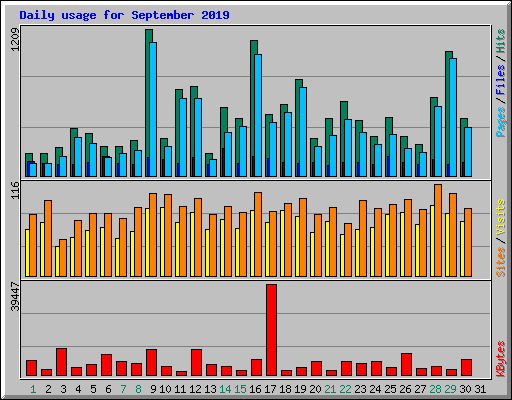 Daily usage for September 2019
1209
Pages / Files / Hits
116
Sites / Visits
39447
KBytes
1 2 3 4 5 6 7 8 9 10 11 12 13 14 15 16 17 18 19 20 21 22 23 24 25 26 27 28 29 30 31